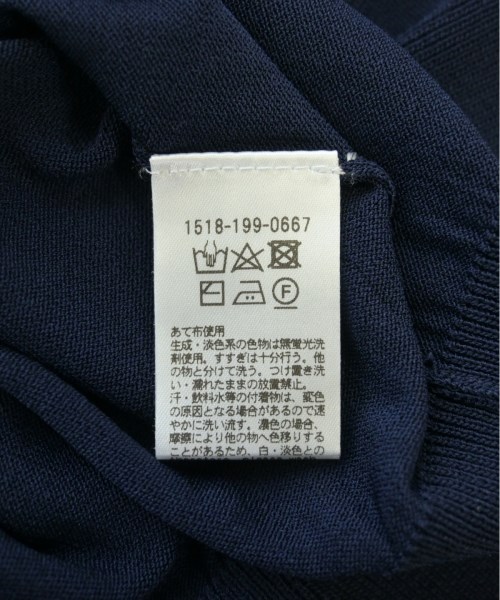 1518-199-0667
あて布使用
生成・淡色系の色物は無蛍光洗
剤使用。すすぎは十分行う。他
の物と分けて洗う。つけ置き洗
い・濡れたままの放置禁止。
汗・飲料水等の付着物は、変色
の原因となる場合があるので速
やかに洗い流す。濃色の場合、
摩擦により他の物へ色移りする
ことがあるため、白・淡色との